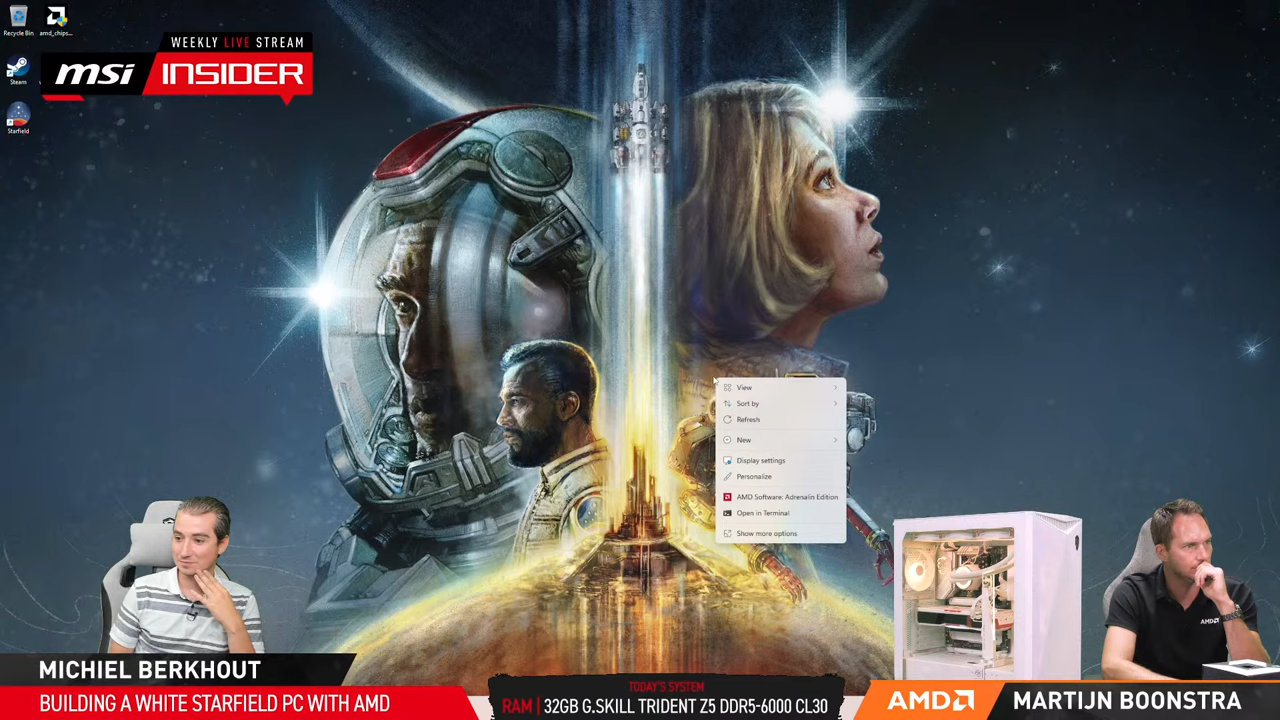 Recycle Bin
amd_chips...
Steam
Starfield
WEEKLY LIVE STREAM
msi INSIDER
View
Sort by
Refresh
New
Display settings
Personalize
AMD Software: Adrenalin Edition
Open in Terminal
Show more options
AMD
MICHIEL BERKHOUT
BUILDING A WHITE STARFIELD PC WITH AMD
TODAY'S SYSTEM
RAM | 32GB G.SKILL TRIDENT Z5 DDR5-6000 CL30
AMD MARTIJN BOONSTRA